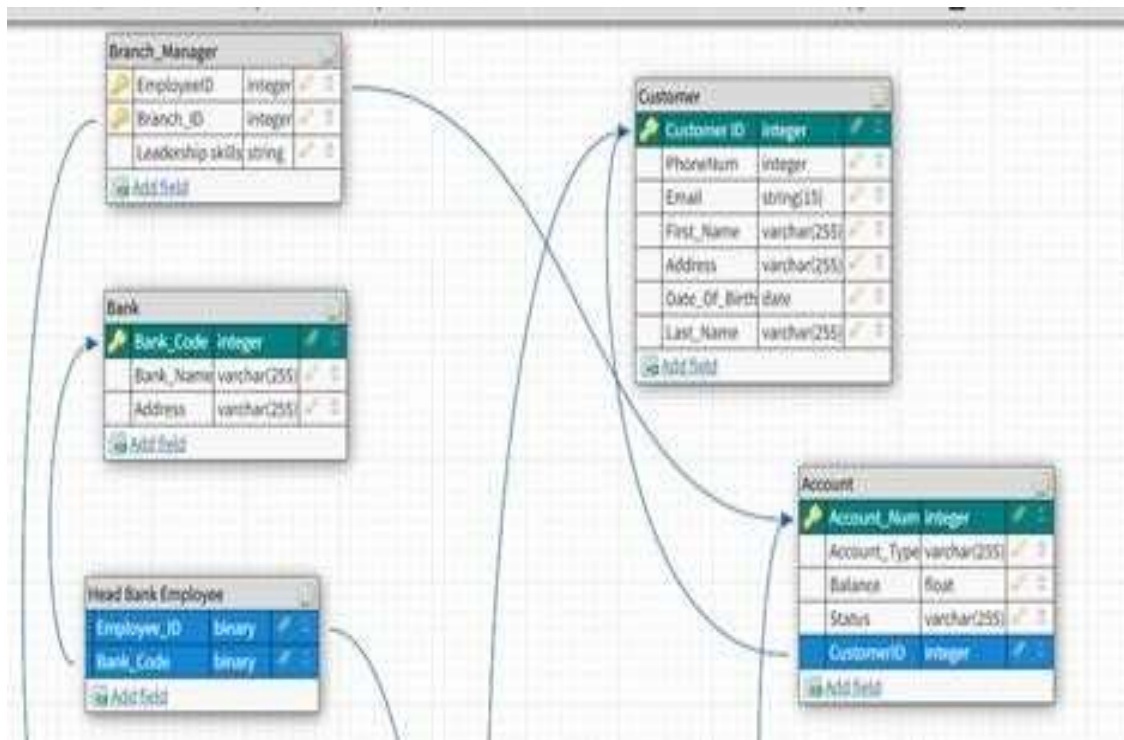 Branch_Manager
EmployeeID integer
Branch_ID integer
Leadership skills string
Add field
Customer
Customer ID integer
PhoneNum integer
Email string(15)
First_Name varchar(255)
Address varchar(255)
Date_Of_Birth date
Last_Name varchar(255)
Add field
Bank
Bank_Code integer
Bank_Name varchar(255)
Address varchar(255)
Add field
Account
Account_Num integer
Account_Type varchar(255)
Balance float
Status varchar(255)
CustomerID integer
Add field
Head Bank Employee
Employee_ID binary
Bank_Code binary
Add field